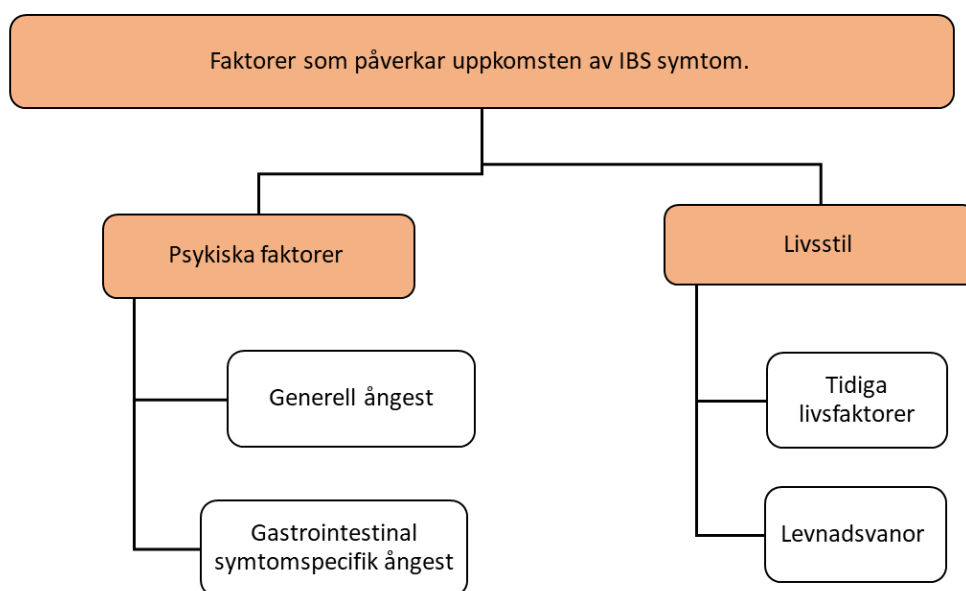 Faktorer som påverkar uppkomsten av IBS symtom.
Psykiska faktorer
Livsstil
Generell ångest
Tidiga
livsfaktorer
Gastrointestinal
symtomspecifik ångest
Levnadsvanor